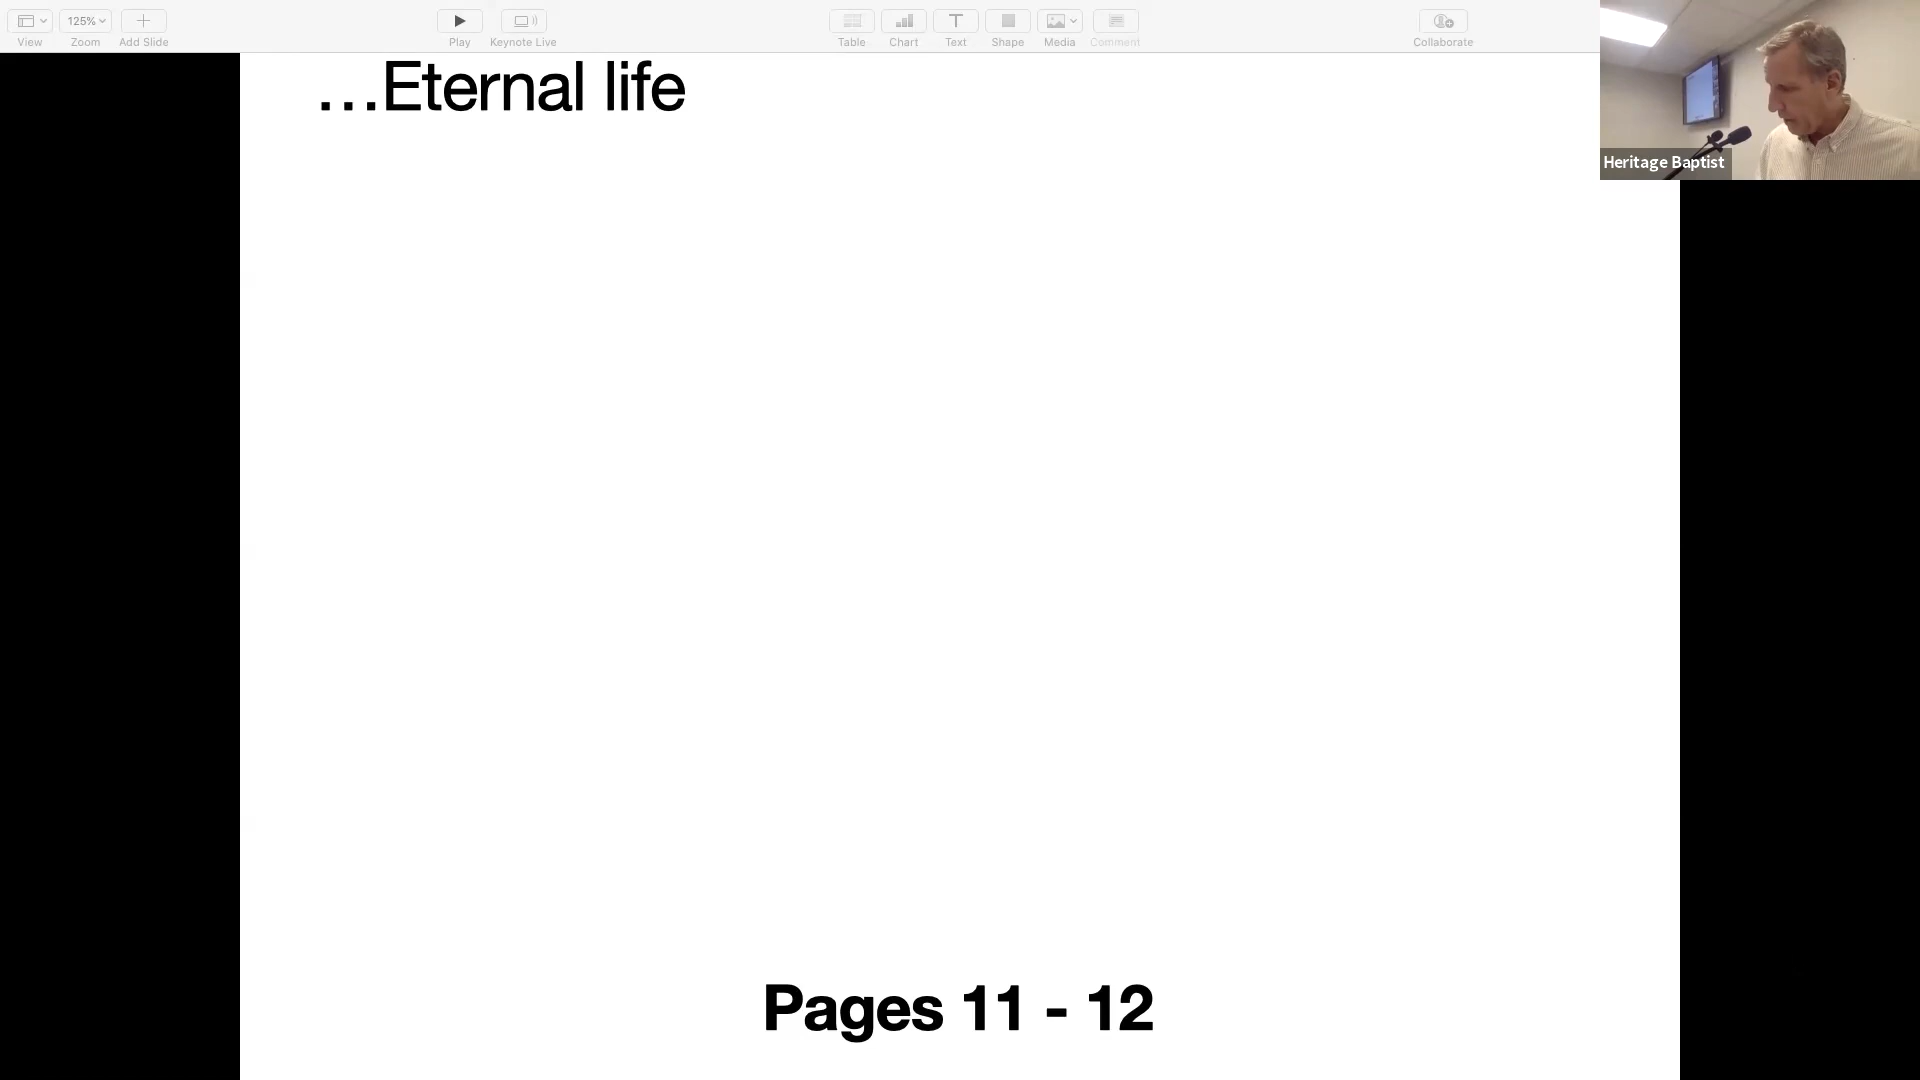 125%
View Zoom Add Slide Play Keynote Live Table Chart Text Shape Media Comment Collaborate
…Eternal life
Heritage Baptist
Pages 11 - 12